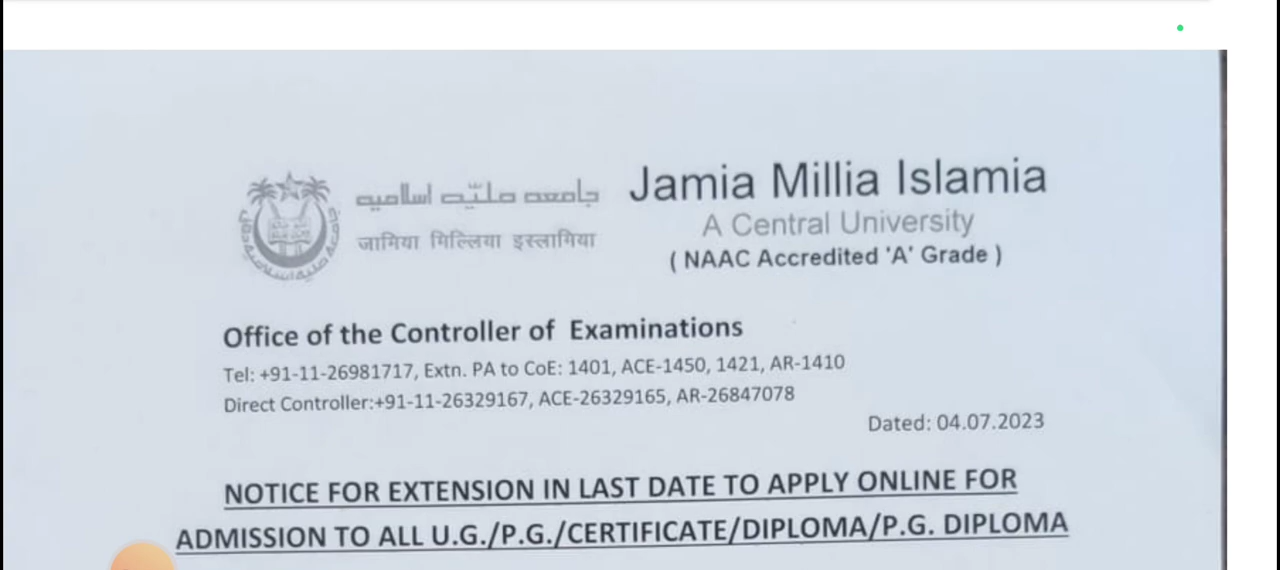 جامعہ ملیّہ اسلامیہ
जामिया मिल्लिया इस्लामिया
Jamia Millia Islamia
A Central University
( NAAC Accredited 'A' Grade )
Office of the Controller of Examinations
Tel: +91-11-26981717, Extn. PA to CoE: 1401, ACE-1450, 1421, AR-1410
Direct Controller:+91-11-26329167, ACE-26329165, AR-26847078
Dated: 04.07.2023
NOTICE FOR EXTENSION IN LAST DATE TO APPLY ONLINE FOR
ADMISSION TO ALL U.G./P.G./CERTIFICATE/DIPLOMA/P.G. DIPLOMA